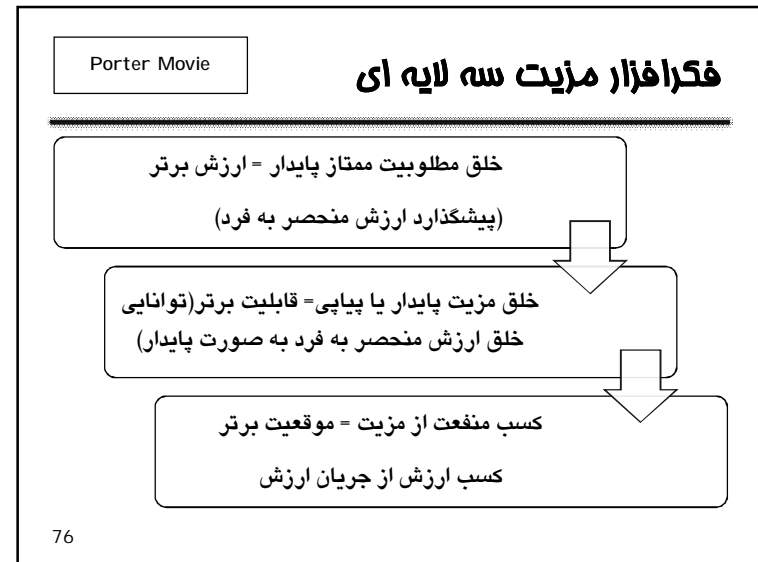 Porter Movie
فکرافزار مزیت سه لایه ای
خلق مطلوبیت ممتاز پایدار = ارزش برتر
(پیشگذارد ارزش منحصر به فرد)
خلق مزیت پایدار یا پیاپی= قابلیت برتر(توانایی
خلق ارزش منحصر به فرد به صورت پایدار)
کسب منفعت از مزیت = موقعیت برتر
کسب ارزش از جریان ارزش
76